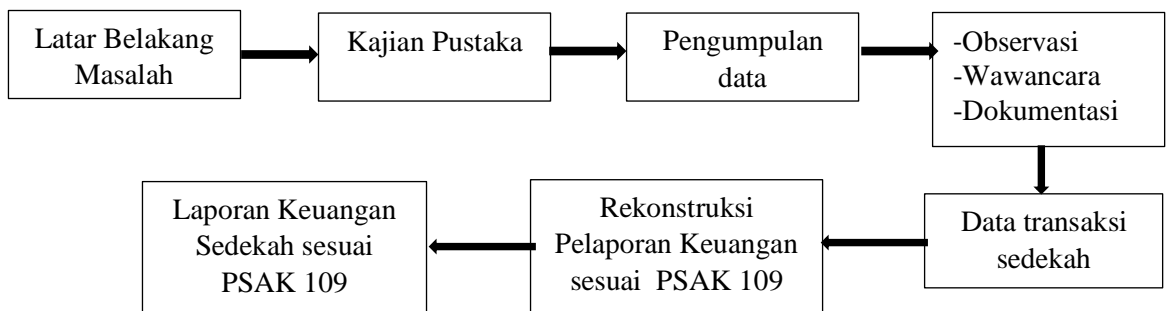 Latar Belakang
Masalah
Kajian Pustaka
Pengumpulan
data
-Observasi
-Wawancara
-Dokumentasi
Data transaksi
sedekah
Rekonstruksi
Pelaporan Keuangan
sesuai PSAK 109
Laporan Keuangan
Sedekah sesuai
PSAK 109